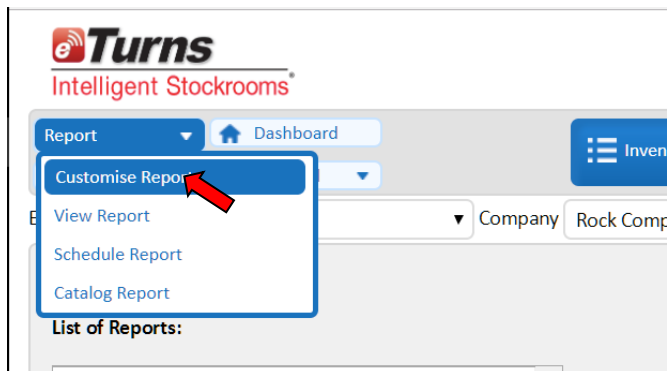 eTurns
Intelligent Stockrooms®
Report
Dashboard
Inven
Customise Report
View Report
Company
Rock Comp
Schedule Report
Catalog Report
List of Reports: